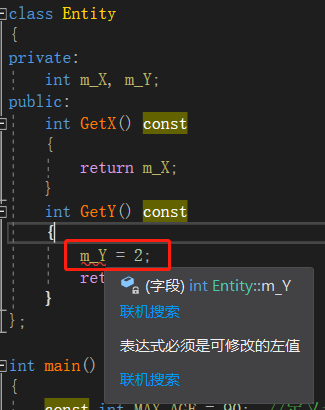 class Entity
{
private:
int m_X, m_Y;
public:
int GetX() const
{
return m_X;
}
int GetY() const
{
m_Y = 2;
(字段) int Entity::m_Y
联机搜索
表达式必须是可修改的左值
联机搜索
}
};
int main()
{
const int MAX_AGE = 90;